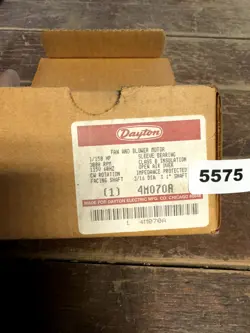 Dayton
FAN AND BLOWER MOTOR
1/150 HP
SLEEVE BEARING
3000 RPM
CLASS B INSULATION
115V 60HZ
OPEN AIR OVER
CW ROTATION
IMPEDANCE PROTECTED
FACING SHAFT
3/16 DIA. X 1" SHAFT
(1) 4M070A
5575
MADE FOR DAYTON ELECTRIC MFG. CO. CHICAGO
L 4M070A